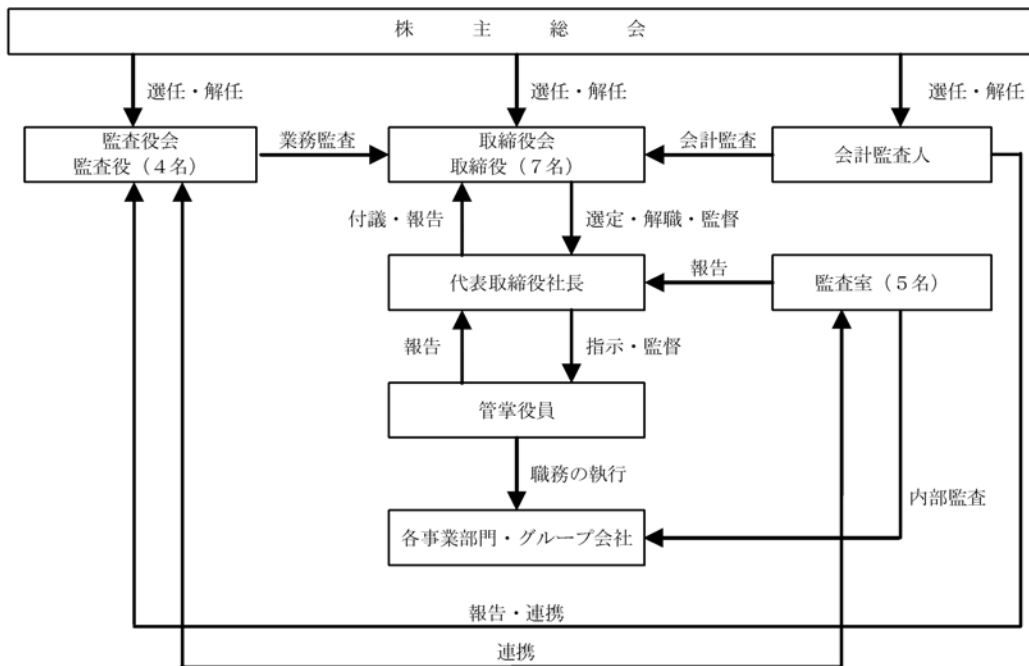 株主総会
選任・解任
選任・解任
選任・解任
監査役会
監査役（４名）
業務監査
取締役会
取締役（７名）
会計監査
会計監査人
付議・報告
選定・解職・監督
代表取締役社長
報告
監査室（５名）
報告
指示・監督
管掌役員
職務の執行
内部監査
各事業部門・グループ会社
報告・連携
連携